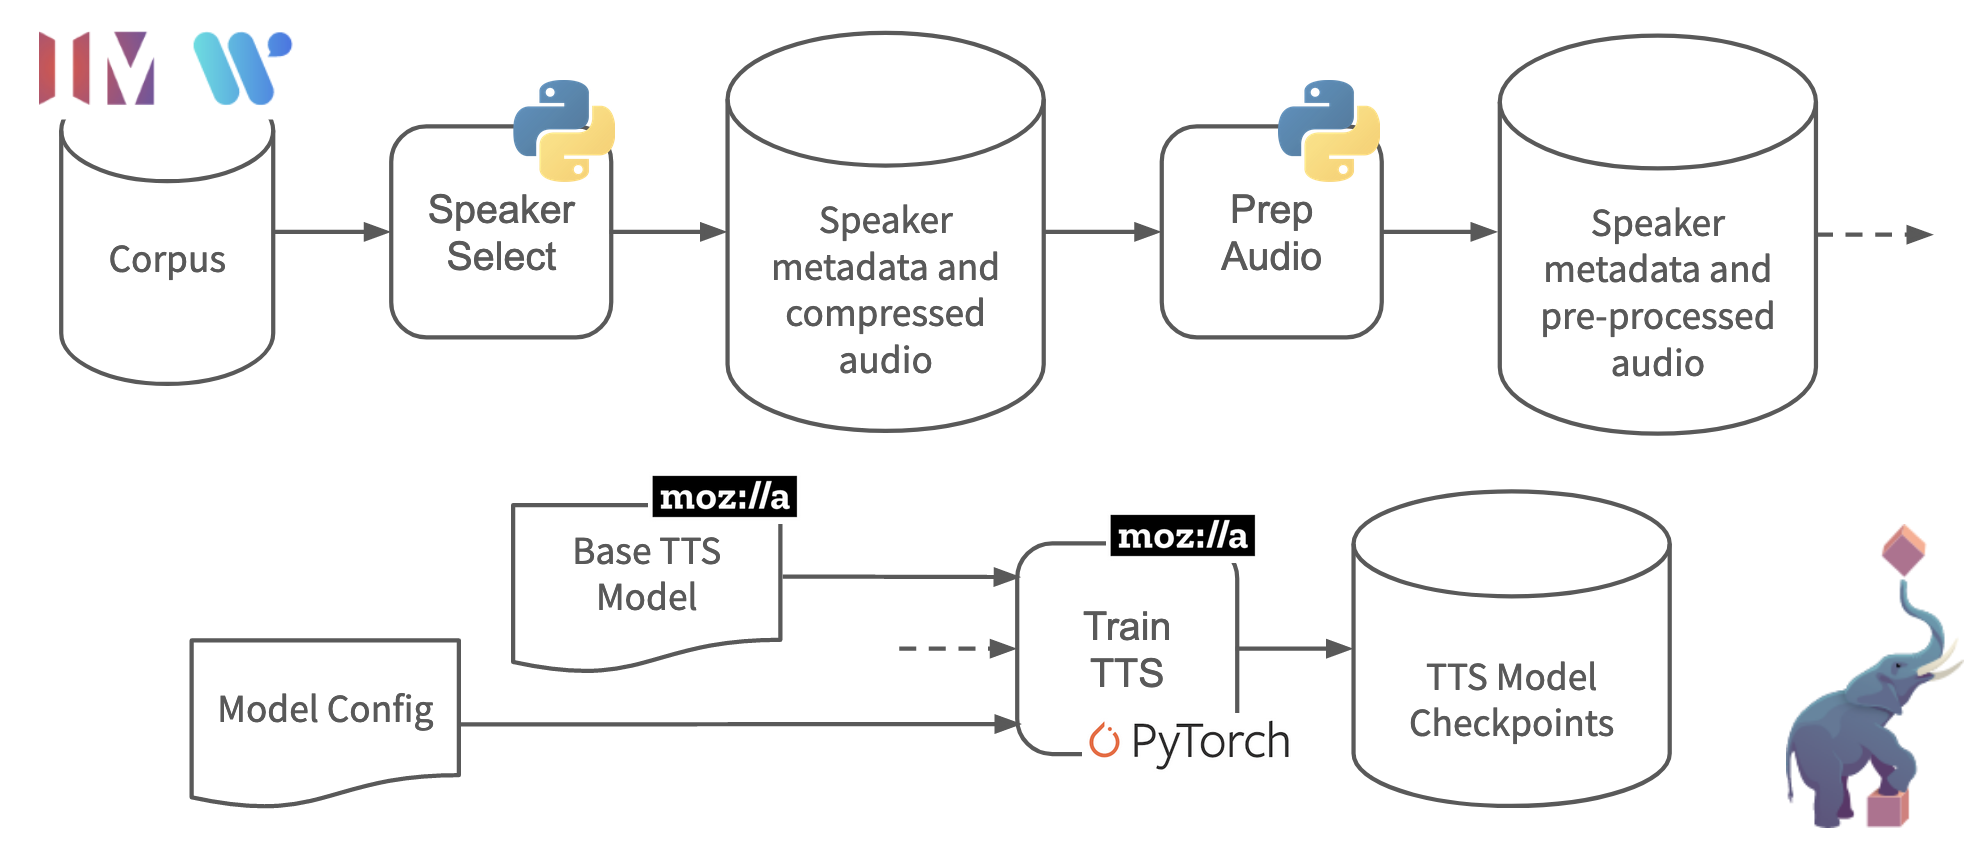 Corpus
Speaker
Select
Speaker
metadata and
compressed
audio
Prep
Audio
Speaker
metadata and
pre-processed
audio
moz://a
Base TTS
Model
Model Config
moz://a
Train
TTS
PyTorch
TTS Model
Checkpoints